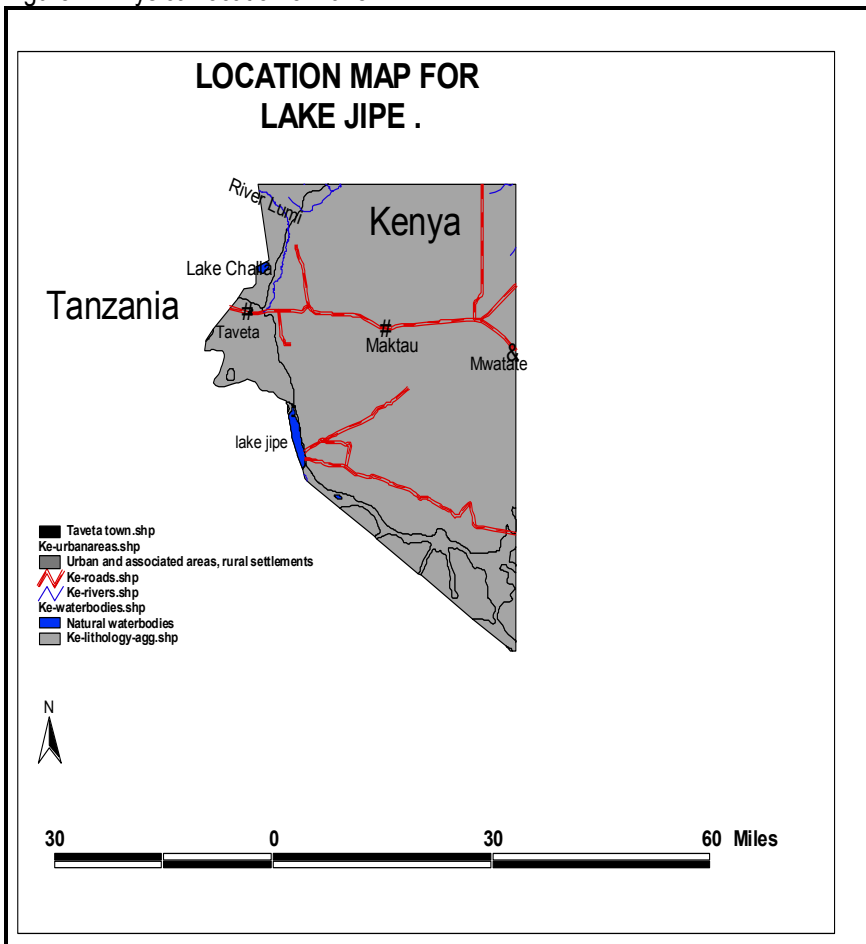 LOCATION MAP FOR
LAKE JIPE .
River Lumi
Kenya
Lake Challa
Tanzania
#
Taveta
#
Maktau
&
Mwatate
lake jipe
Taveta town.shp
Ke-urbanareas.shp
Urban and associated areas, rural settlements
Ke-roads.shp
Ke-rivers.shp
Ke-waterbodies.shp
Natural waterbodies
Ke-lithology-agg.shp
N
30 0 30 60 Miles